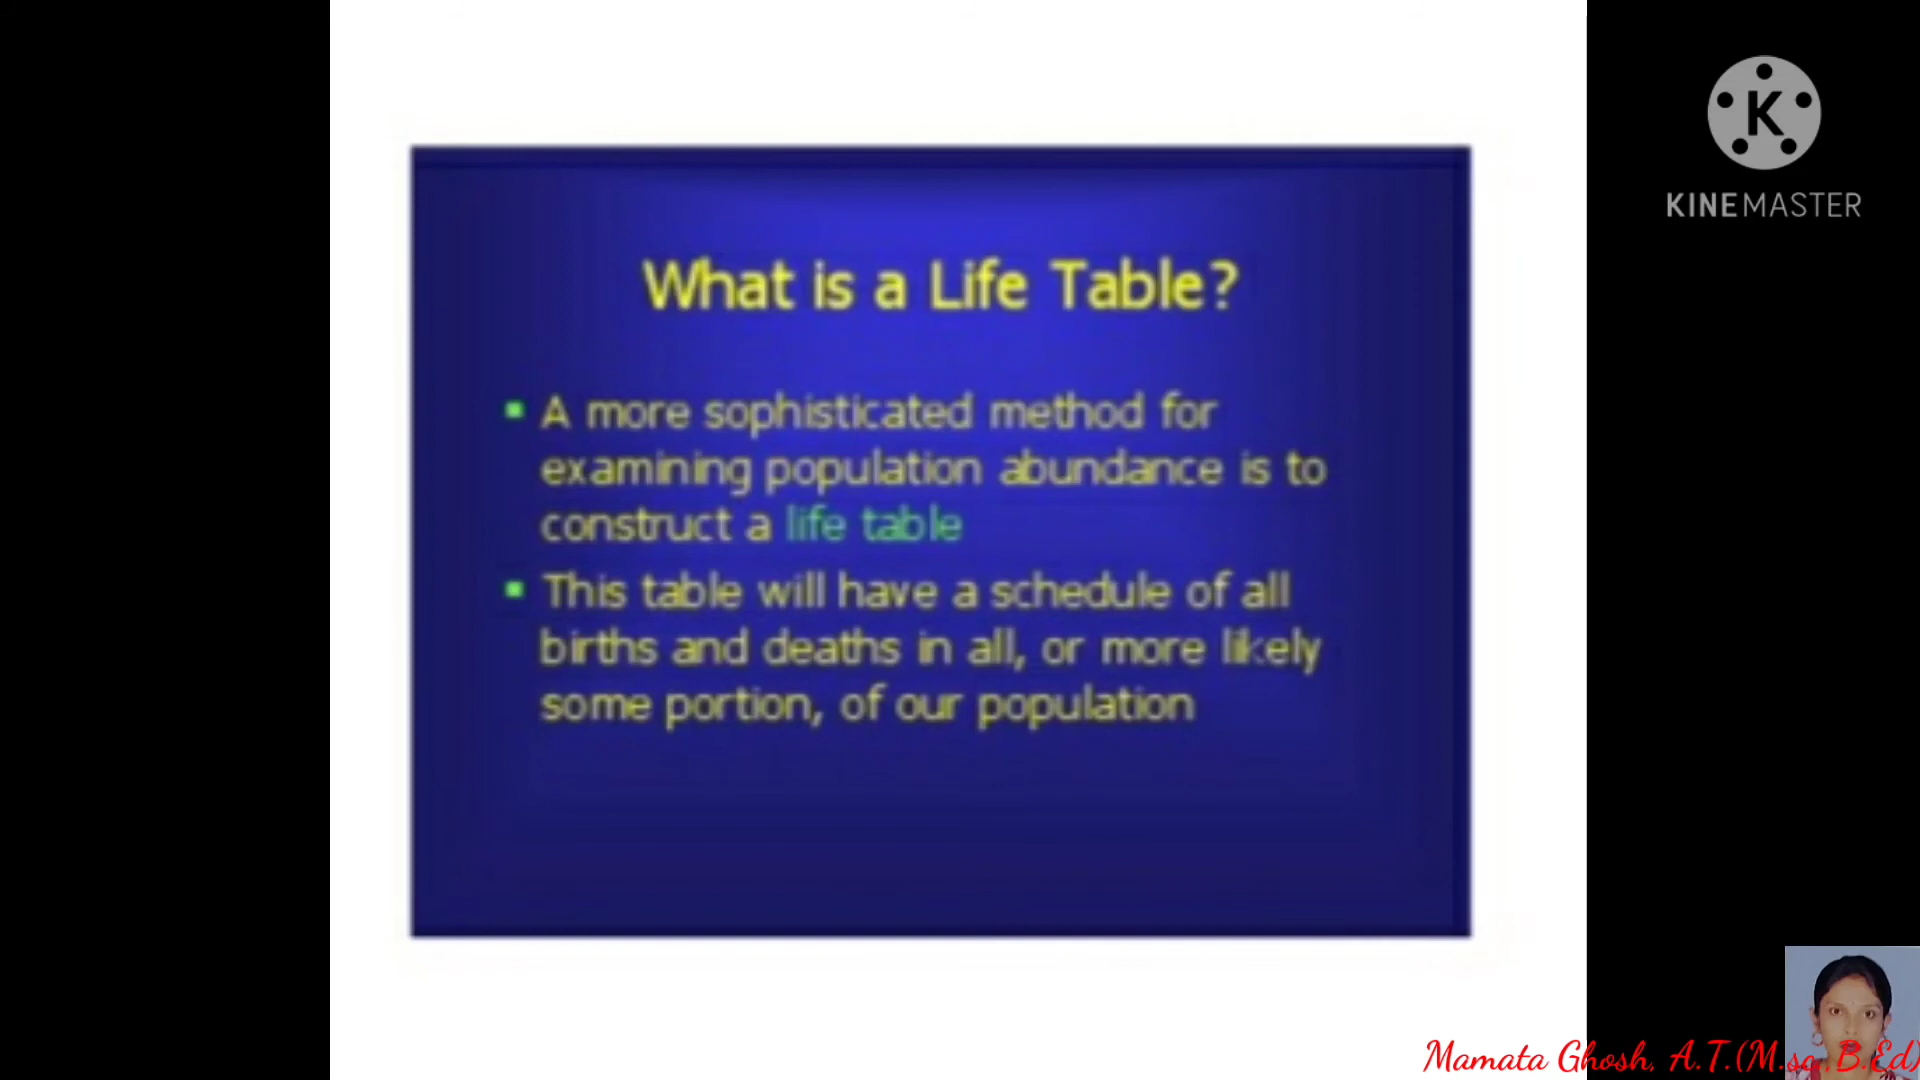 What is a Life Table?
A more sophisticated method for
examining population abundance is to
construct a life table
This table will have a schedule of all
births and deaths in all, or more likely
some portion, of our population
K
KINEMASTER
Mamata Ghosh, A.T.(M.sc,B.Ed)